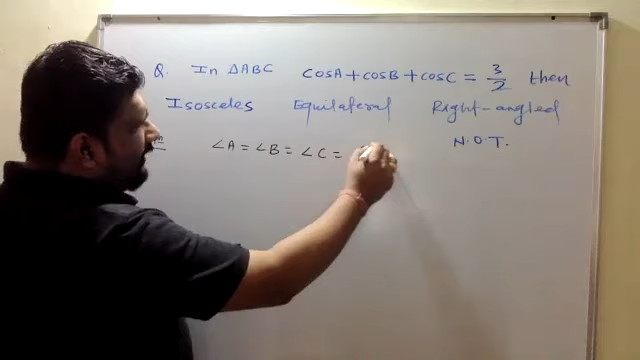 Q. In ΔABC cosA + cosB + cosC = 3/2 then
Isosceles Equilateral Right-angled
∠A = ∠B = ∠C = N.O.T.